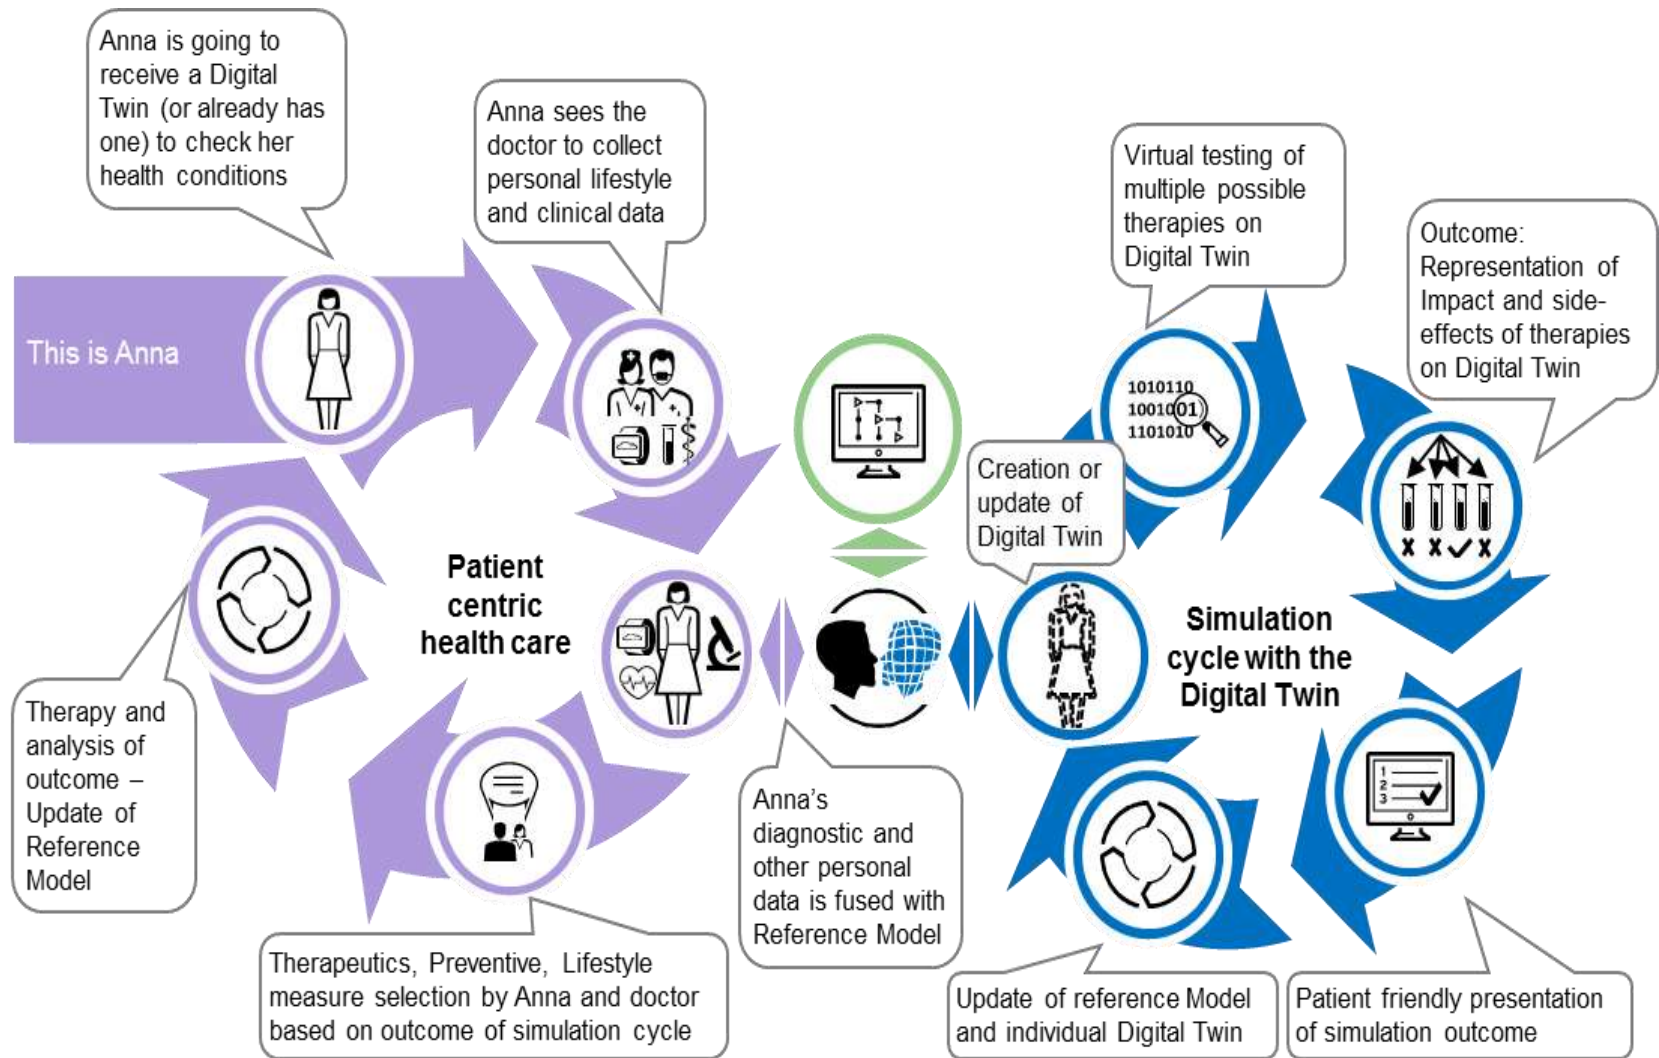 Anna is going to
receive a Digital
Twin (or already has
one) to check her
health conditions
Anna sees the
doctor to collect
personal lifestyle
and clinical data
Virtual testing of
multiple possible
therapies on
Digital Twin
Outcome:
Representation of
Impact and side-
effects of therapies
on Digital Twin
This is Anna
1010110
1001001
1101010
Creation or
update of
Digital Twin
Patient
centric
health care
Simulation
cycle with the
Digital Twin
1
2
3
Therapy and
analysis of
outcome –
Update of
Reference
Model
Anna's
diagnostic and
other personal
data is fused with
Reference Model
Therapeutics, Preventive, Lifestyle
measure selection by Anna and doctor
based on outcome of simulation cycle
Update of reference Model
and individual Digital Twin
Patient friendly presentation
of simulation outcome